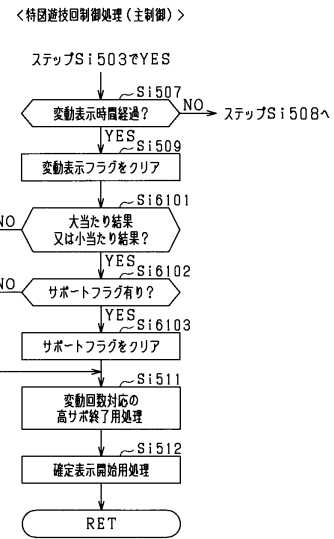 ＜特図遊技回制御処理（主制御）＞
ステップSi503でYES
Si507
変動表示時間経過？
NO
ステップSi508へ
YES
Si509
変動表示フラグをクリア
Si6101
大当たり結果
又は小当たり結果？
NO
YES
Si6102
サポートフラグ有り？
NO
YES
Si6103
サポートフラグをクリア
Si511
変動回数対応の
高サポ終了用処理
Si512
確定表示開始用処理
RET